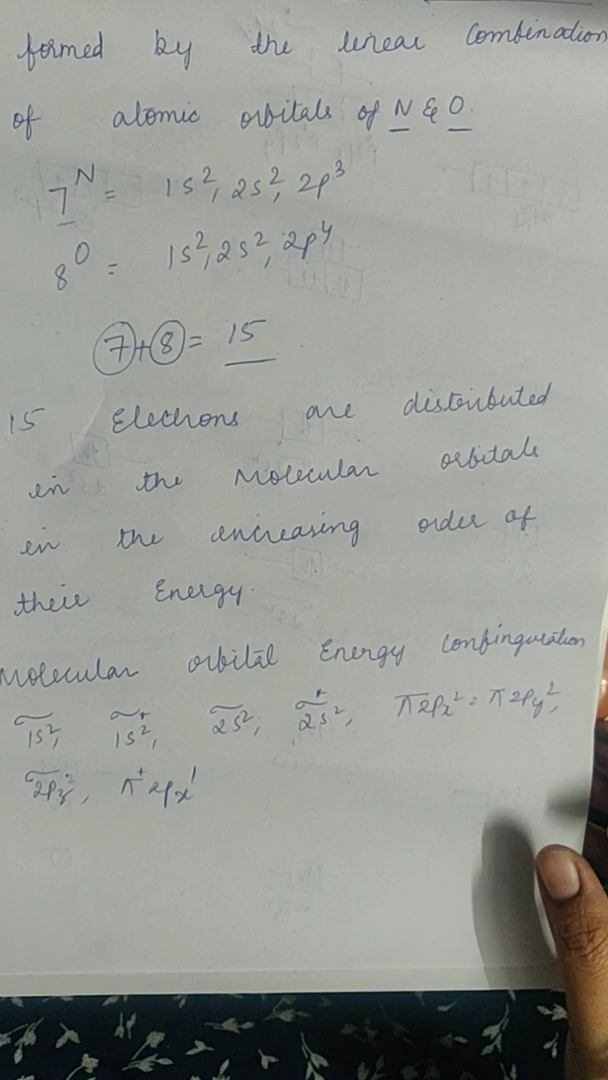 formed by the linear Combination
of atomic orbitals of N & O.
₇N = 1s², 2s², 2p³
₈O = 1s², 2s², 2p⁴
7+8 = 15
15 Electrons are distributed
in the Molecular orbitals
in the increasing order of
their Energy.
Molecular orbital Energy confinguration
σ1s², σ*1s², σ2s², σ*2s², π2px² = π2py²,
σ2pz², π*2px¹